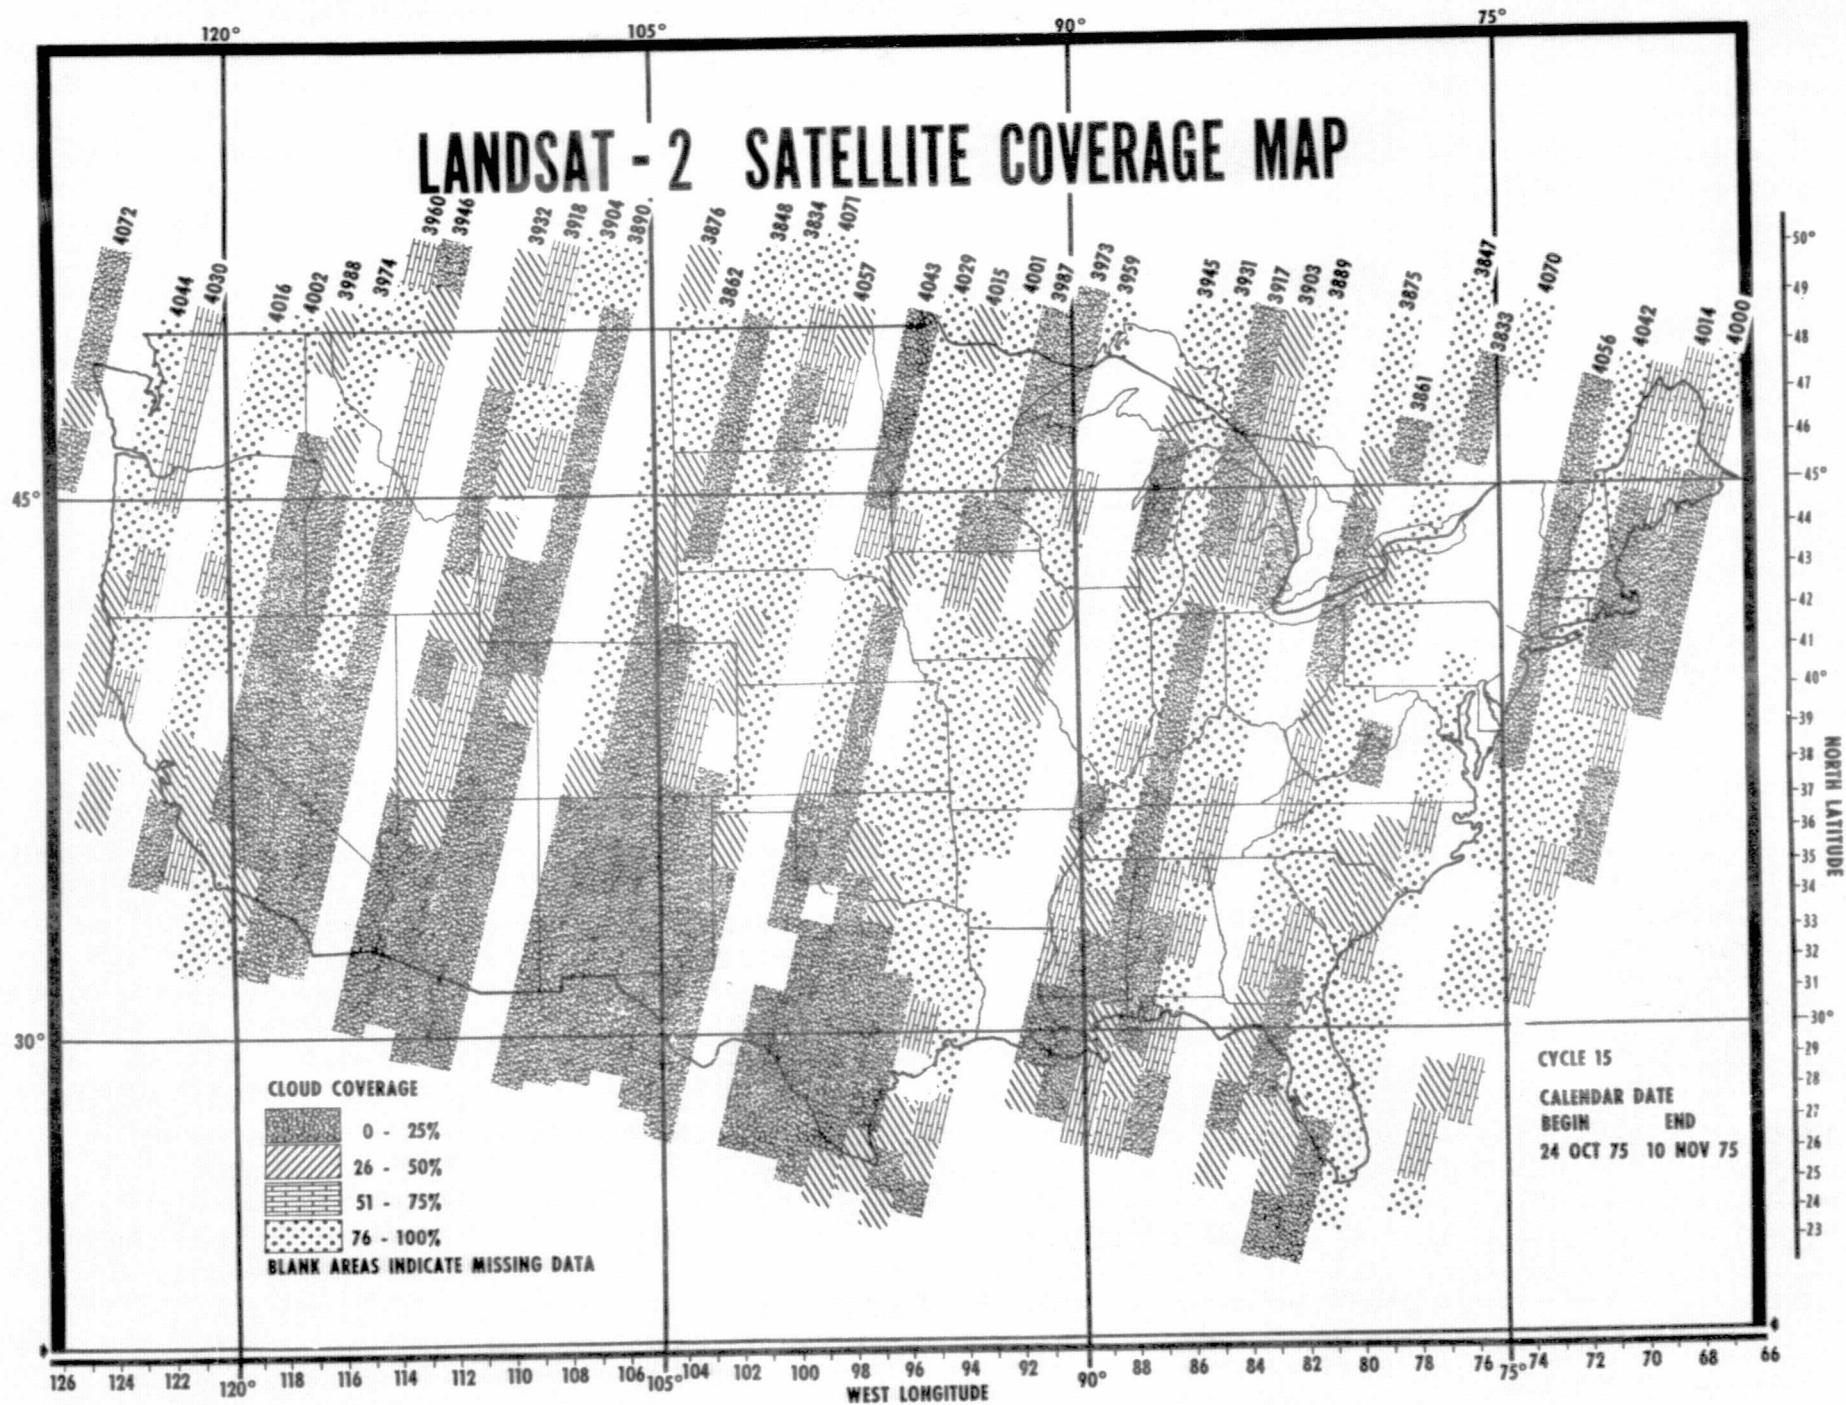 120° 105° 90° 75°
LANDSAT - 2 SATELLITE COVERAGE MAP
4072 4044 4030 4016 4002 3988 3974 3960 3946 3932 3918 3904 3890 3876 3862 3848 3834 4071 4057 4043 4029 4015 4001 3987 3973 3959 3945 3931 3917 3903 3889 3875 3861 3847 3833 4070 4056 4042 4014 4000
50°
49
48
47
46
45° 45°
44
43
42
41
40°
39
38
37
36
35
34
33
32
31
30° 30°
29
28
27
26
25
24
23
NORTH LATITUDE
CLOUD COVERAGE
0 - 25%
26 - 50%
51 - 75%
76 - 100%
BLANK AREAS INDICATE MISSING DATA
CYCLE 15
CALENDAR DATE
BEGIN END
24 OCT 75 10 NOV 75
126 124 122 120° 118 116 114 112 110 108 106 105° 104 102 100 98 96 94 92 90° 88 86 84 82 80 78 76 75° 74 72 70 68 66
WEST LONGITUDE